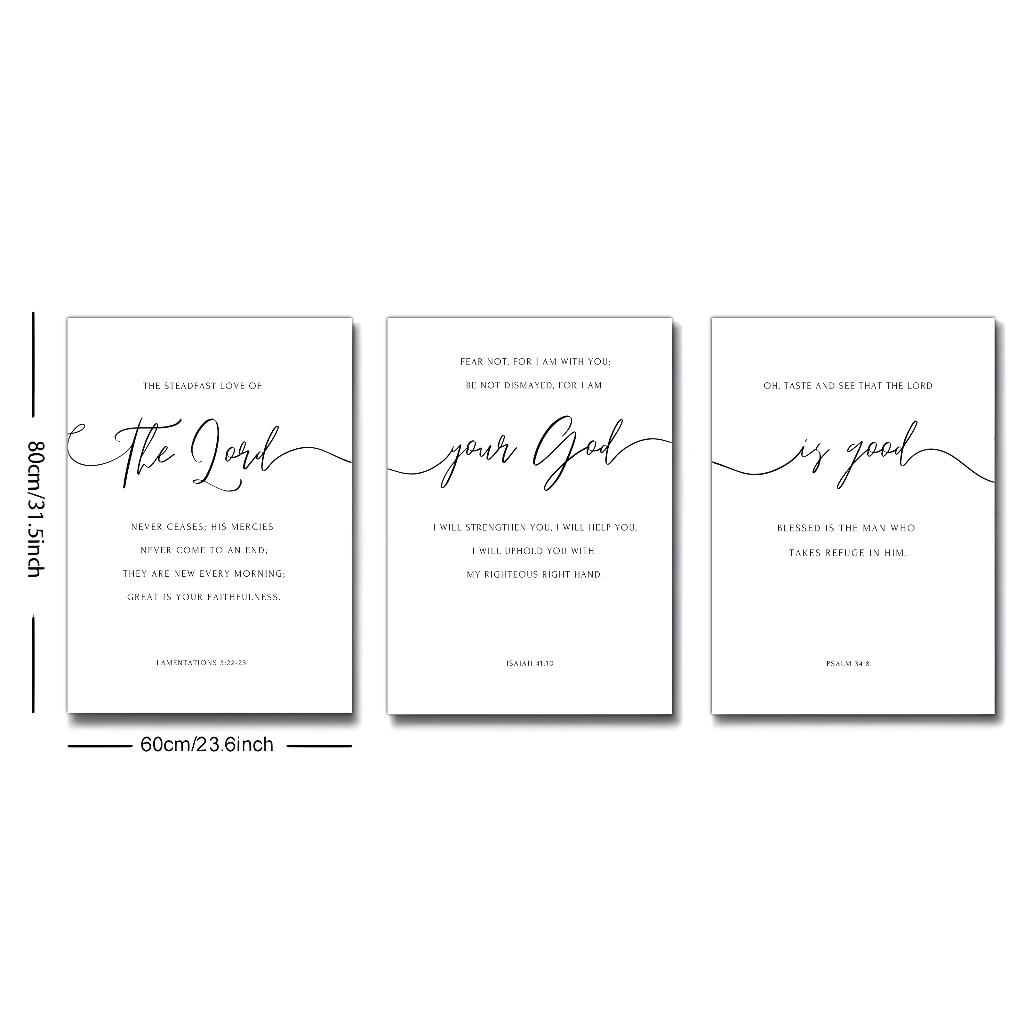 THE STEADFAST LOVE OF
The Lord
NEVER CEASES; HIS MERCIES
NEVER COME TO AN END;
THEY ARE NEW EVERY MORNING;
GREAT IS YOUR FAITHFULNESS.
LAMENTATIONS 3:22-23
FEAR NOT, FOR I AM WITH YOU;
BE NOT DISMAYED, FOR I AM
your God
I WILL STRENGTHEN YOU, I WILL HELP YOU,
I WILL UPHOLD YOU WITH
MY RIGHTEOUS RIGHT HAND.
ISAIAH 41:10
OH, TASTE AND SEE THAT THE LORD
is good
BLESSED IS THE MAN WHO
TAKES REFUGE IN HIM.
PSALM 34:8
80cm/31.5inch
60cm/23.6inch